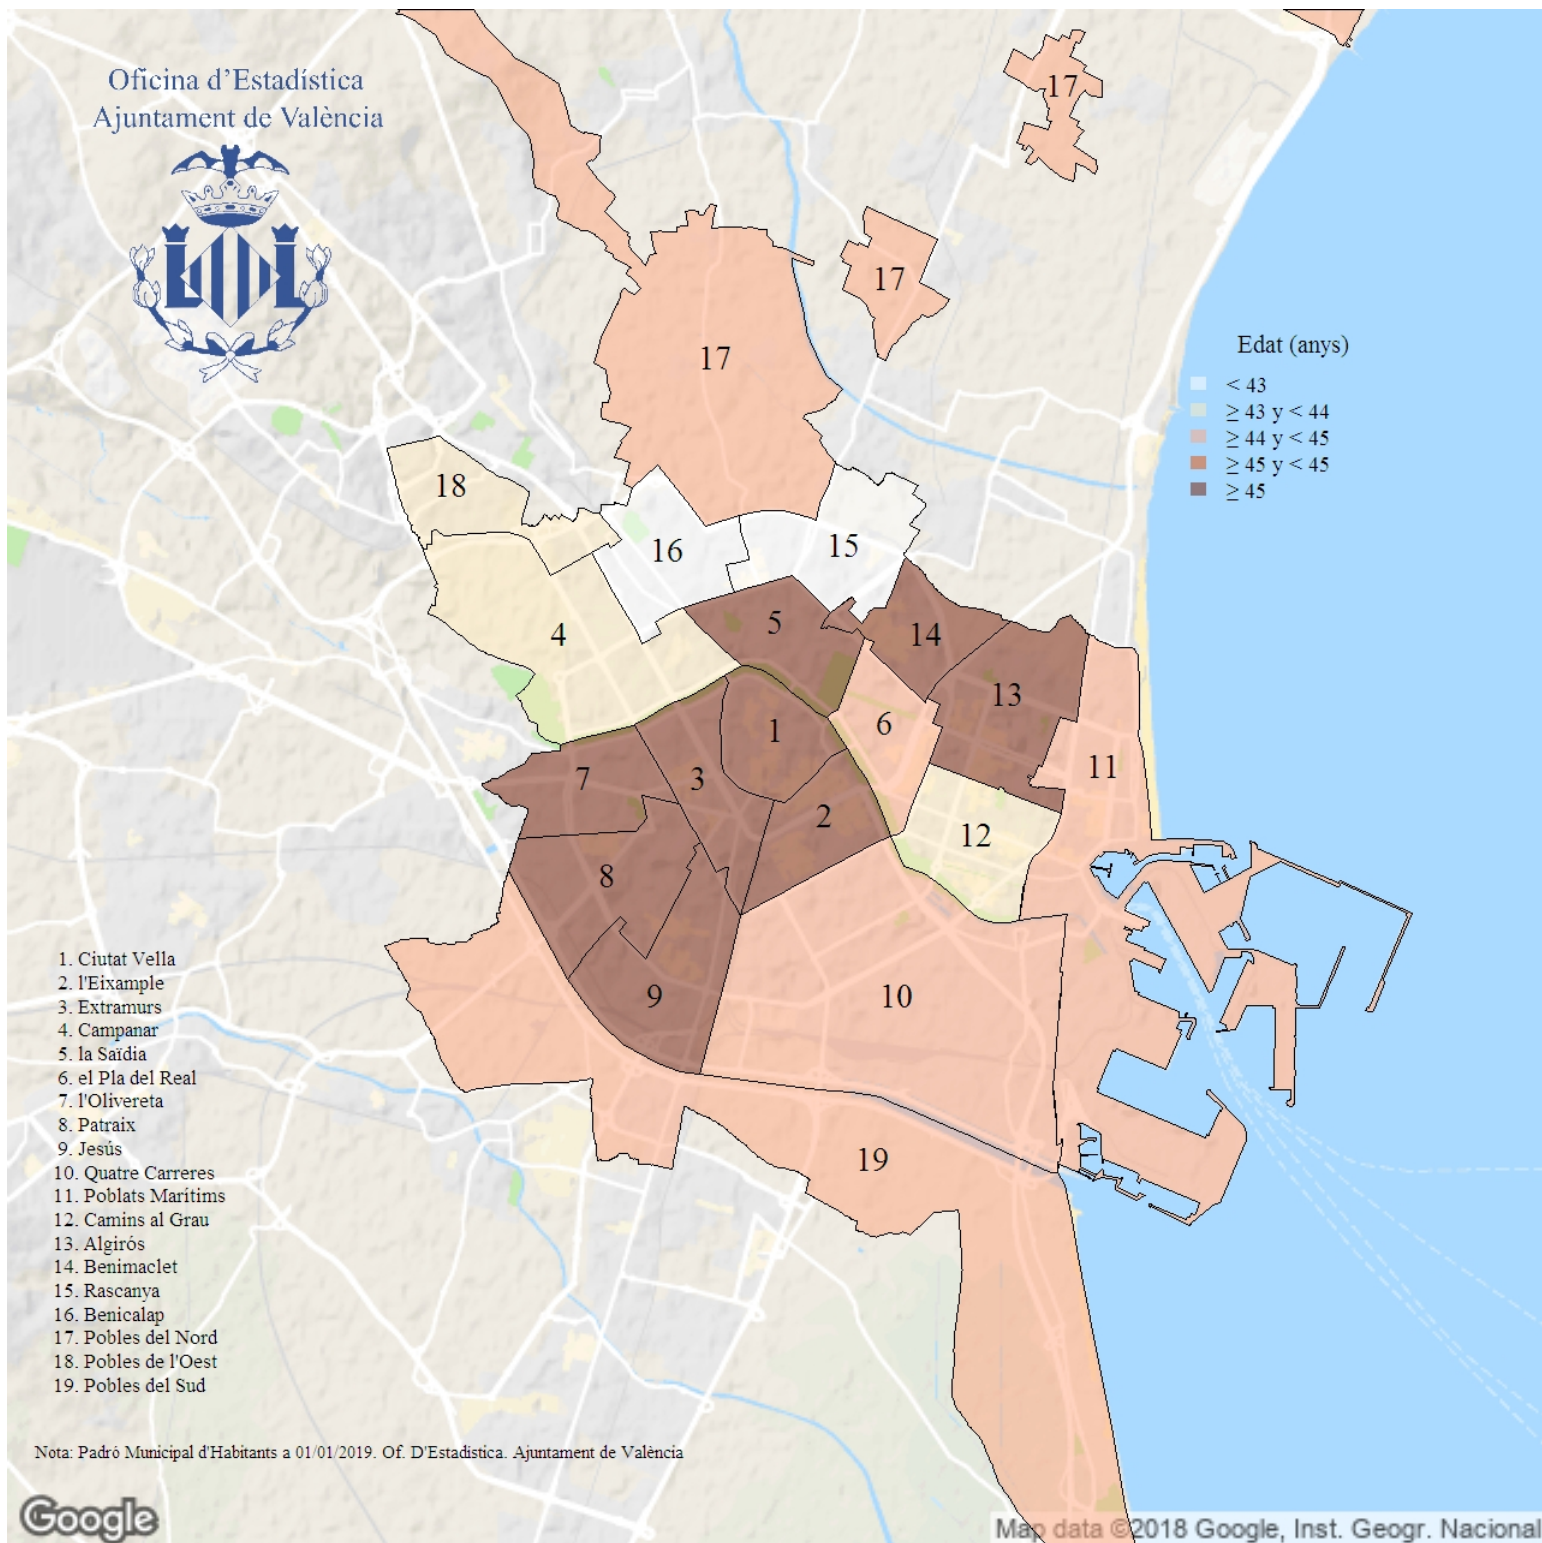 Oficina d'Estadística
Ajuntament de València
17
17
17
Edat (anys)
< 43
≥ 43 y < 44
≥ 44 y < 45
≥ 45 y < 45
≥ 45
18
16
15
5
14
4
13
6
1
11
7
3
2
12
8
9
10
19
1. Ciutat Vella
2. l'Eixample
3. Extramurs
4. Campanar
5. la Saïdia
6. el Pla del Real
7. l'Olivereta
8. Patraix
9. Jesús
10. Quatre Carreres
11. Poblats Marítims
12. Camins al Grau
13. Algirós
14. Benimaclet
15. Rascanya
16. Benicalap
17. Pobles del Nord
18. Pobles de l'Oest
19. Pobles del Sud
Nota: Padró Municipal d'Habitants a 01/01/2019. Of. D'Estadística. Ajuntament de València
Google
Map data ©2018 Google, Inst. Geogr. Nacional